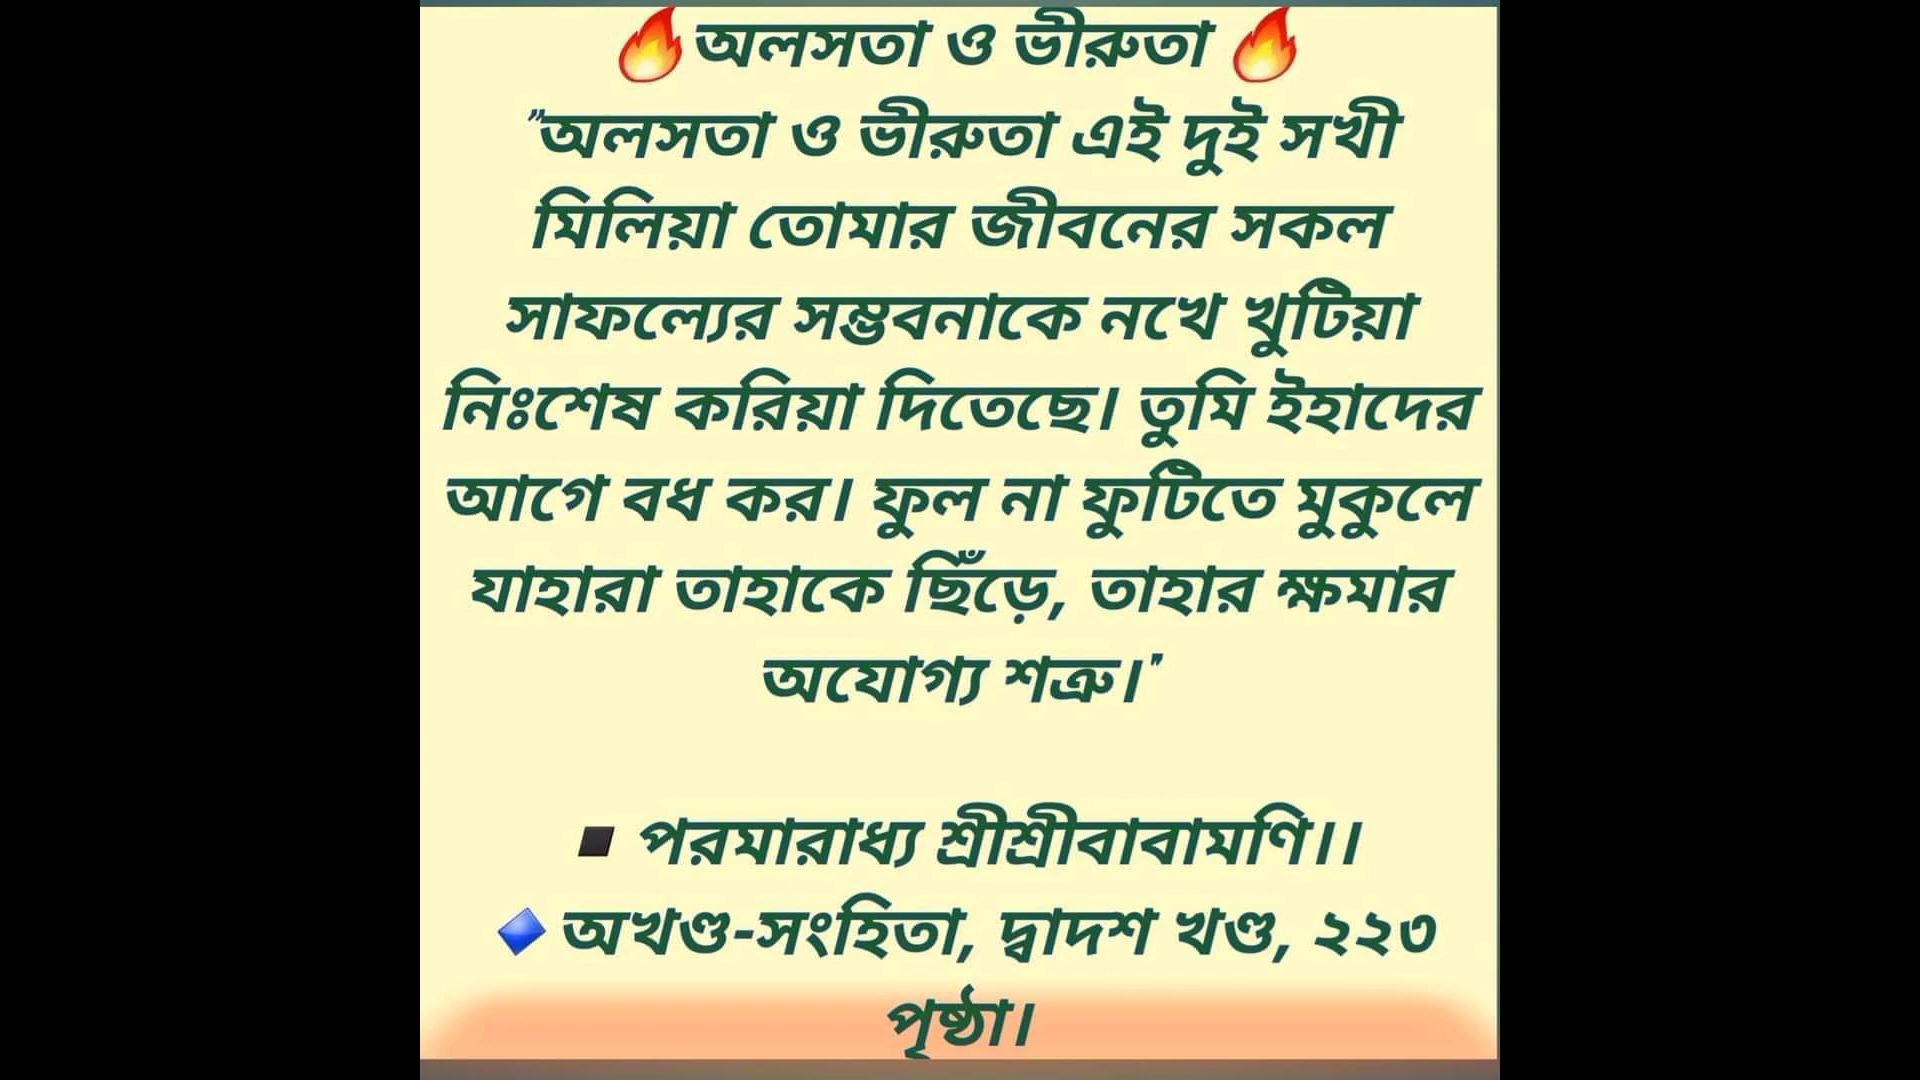 🔥অলসতা ও ভীরুতা 🔥
"অলসতা ও ভীরুতা এই দুই সখী
মিলিয়া তোমার জীবনের সকল
সাফল্যের সম্ভবনাকে নখে খুটিয়া
নিঃশেষ করিয়া দিতেছে। তুমি ইহাদের
আগে বধ কর। ফুল না ফুটিতে মুকুলে
যাহারা তাহাকে ছিঁড়ে, তাহার ক্ষমার
অযোগ্য শত্রু।"
▪ পরমারাধ্য শ্রীশ্রীবাবামণি।।
🔹অখণ্ড-সংহিতা, দ্বাদশ খণ্ড, ২২৩
পৃষ্ঠা।